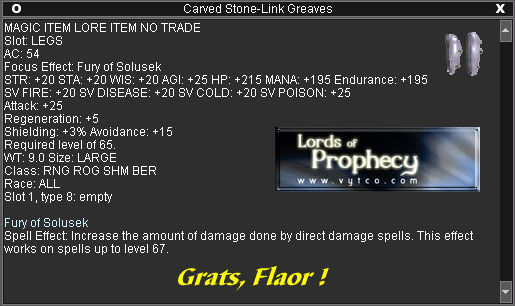 O Carved Stone-Link Greaves X
MAGIC ITEM LORE ITEM NO TRADE
Slot: LEGS
AC: 54
Focus Effect: Fury of Solusek
STR: +20 STA: +20 WIS: +20 AGI: +25 HP: +215 MANA: +195 Endurance: +195
SV FIRE: +20 SV DISEASE: +20 SV COLD: +20 SV POISON: +25
Attack: +25
Regeneration: +5
Shielding: +3% Avoidance: +15
Required level of 65.
WT: 9.0 Size: LARGE
Class: RNG ROG SHM BER
Race: ALL
Slot 1, type 8: empty
Lords of
Prophecy
www.vytco.com
Fury of Solusek
Spell Effect: Increase the amount of damage done by direct damage spells. This effect
works on spells up to level 67.
Grats, Flaor !